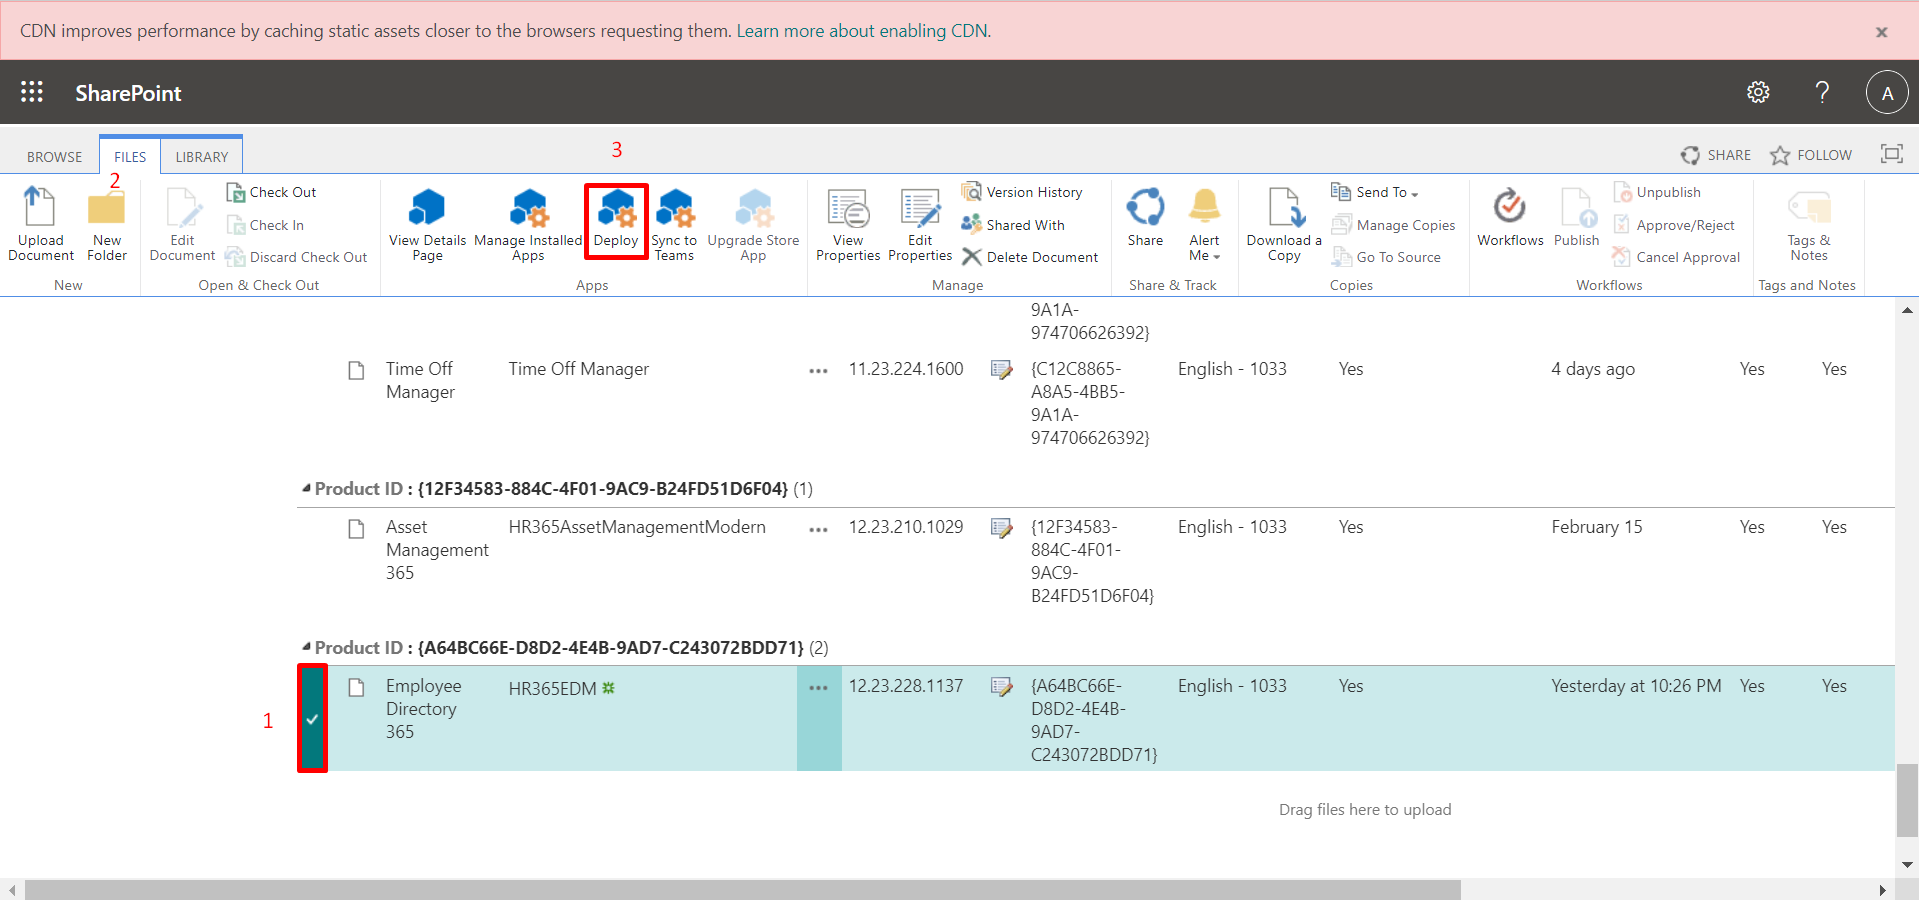 CDN improves performance by caching static assets closer to the browsers requesting them. Learn more about enabling CDN.
SharePoint
?
A
3
BROWSE
FILES
LIBRARY
SHARE
FOLLOW
2
Upload
Document
New
Folder
New
Edit
Document
Check Out
Check In
Discard Check Out
Open & Check Out
View Details
Page
Manage Installed
Apps
Deploy
Sync to
Teams
Upgrade Store
App
Apps
View
Properties
Edit
Properties
Version History
Shared With
Delete Document
Manage
Share
Alert
Me
Share & Track
Download a
Copy
Send To
Manage Copies
Go To Source
Copies
Workflows
Publish
Unpublish
Approve/Reject
Cancel Approval
Workflows
Tags &
Notes
Tags and Notes
9A1A-
974706626392}
Time Off
Manager
Time Off Manager
...
11.23.224.1600
{C12C8865-
A8A5-4BB5-
9A1A-
974706626392}
English - 1033
Yes
4 days ago
Yes
Yes
Product ID : {12F34583-884C-4F01-9AC9-B24FD51D6F04} (1)
Asset
Management
365
HR365AssetManagementModern
...
12.23.210.1029
{12F34583-
884C-4F01-
9AC9-
B24FD51D6F04}
English - 1033
Yes
February 15
Yes
Yes
Product ID : {A64BC66E-D8D2-4E4B-9AD7-C243072BDD71} (2)
1
Employee
Directory
365
HR365EDM
...
12.23.228.1137
{A64BC66E-
D8D2-4E4B-
9AD7-
C243072BDD71}
English - 1033
Yes
Yesterday at 10:26 PM
Yes
Yes
Drag files here to upload